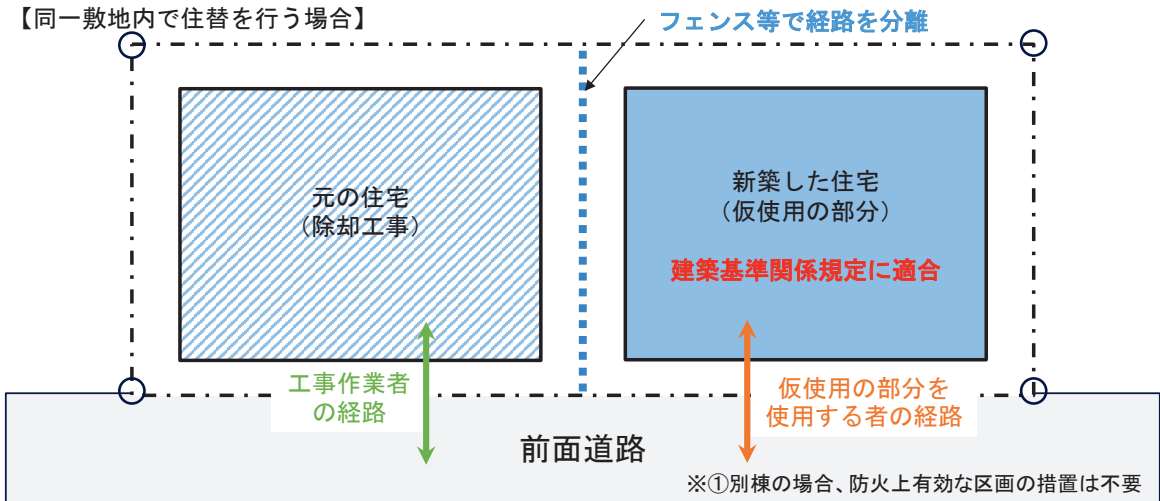 【同一敷地内で住替を行う場合】
フェンス等で経路を分離
元の住宅
（除却工事）
新築した住宅
（仮使用の部分）
建築基準関係規定に適合
工事作業者
の経路
仮使用の部分を
使用する者の経路
前面道路
※①別棟の場合、防火上有効な区画の措置は不要